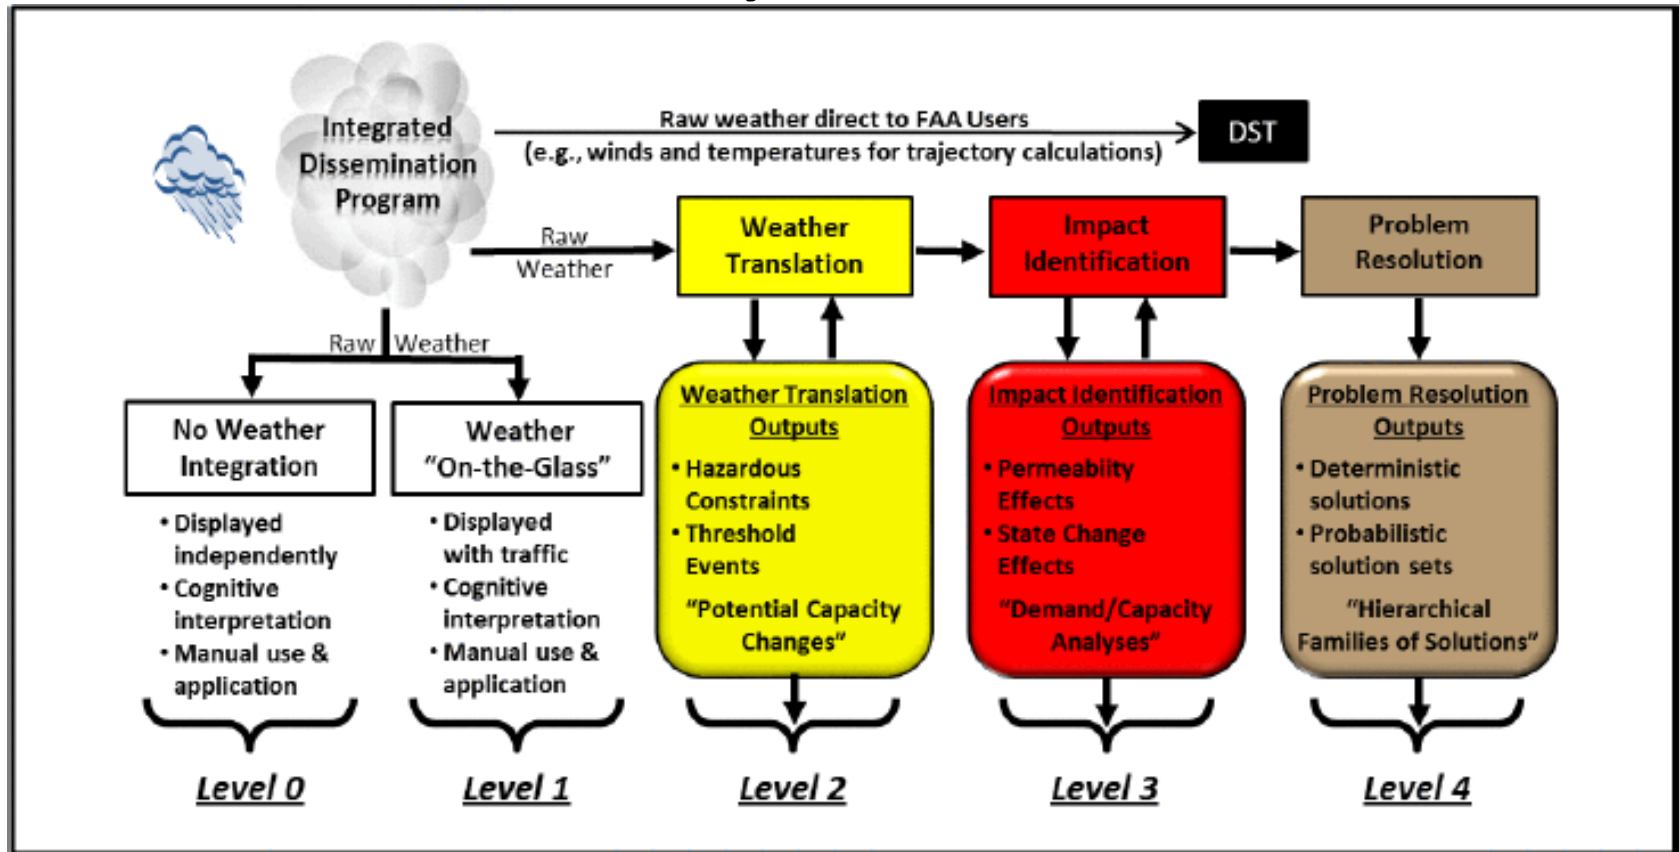 Integrated
Dissemination
Program
Raw weather direct to FAA Users
(e.g., winds and temperatures for trajectory calculations)
DST
Raw
Weather
Weather
Translation
Impact
Identification
Problem
Resolution
Raw Weather
No Weather
Integration
• Displayed
independently
• Cognitive
interpretation
• Manual use &
application
Level 0
Weather
“On-the-Glass”
• Displayed
with traffic
• Cognitive
interpretation
• Manual use &
application
Level 1
Weather Translation
Outputs
• Hazardous
Constraints
• Threshold
Events
“Potential Capacity
Changes”
Level 2
Impact Identification
Outputs
• Permeabiity
Effects
• State Change
Effects
“Demand/Capacity
Analyses”
Level 3
Problem Resolution
Outputs
• Deterministic
solutions
• Probabilistic
solution sets
“Hierarchical
Families of Solutions”
Level 4